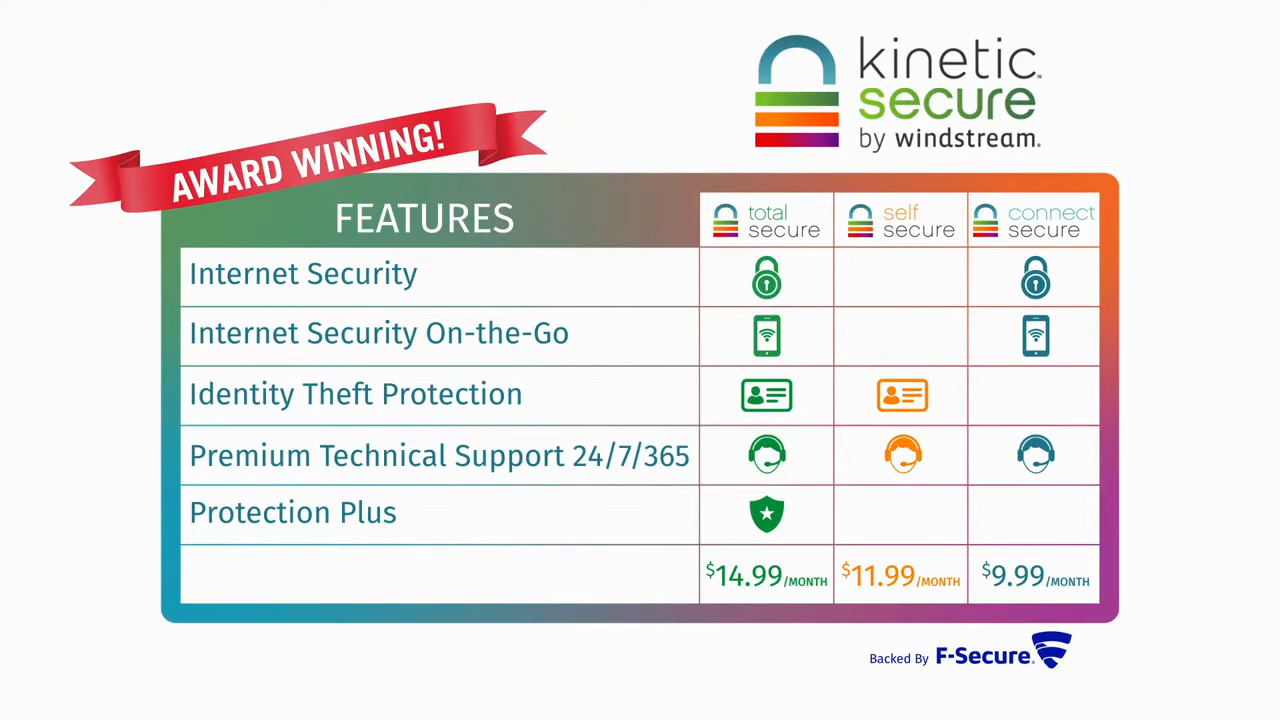 kinetic™
secure
by windstream®
AWARD WINNING!
FEATURES
total secure
self secure
connect secure
Internet Security
Internet Security On-the-Go
Identity Theft Protection
Premium Technical Support 24/7/365
Protection Plus
$14.99/MONTH
$11.99/MONTH
$9.99/MONTH
Backed By F-Secure®